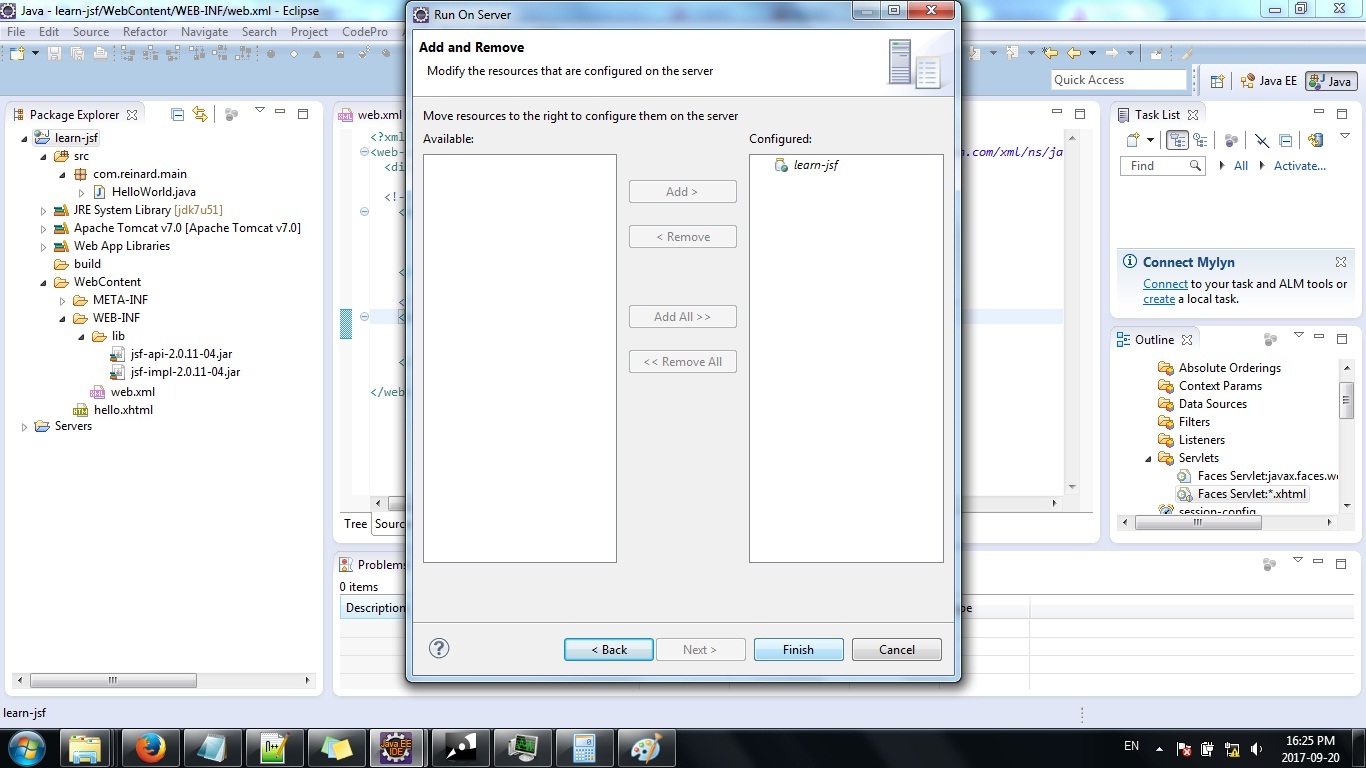 Java - learn-jsf/WebContent/WEB-INF/web.xml - Eclipse
File Edit Source Refactor Navigate Search Project CodePro
Quick Access
Java EE
Java
Package Explorer
learn-jsf
src
com.reinard.main
HelloWorld.java
JRE System Library [jdk7u51]
Apache Tomcat v7.0 [Apache Tomcat v7.0]
Web App Libraries
build
WebContent
META-INF
WEB-INF
lib
jsf-api-2.0.11-04.jar
jsf-impl-2.0.11-04.jar
web.xml
hello.xhtml
Servers
web.xml
<?xml
<web-
<di
<!-
<
<
<
<
<
</web
m.com/xml/ns/ja
Tree Sourc
Run On Server
Add and Remove
Modify the resources that are configured on the server
Move resources to the right to configure them on the server
Available:
Configured:
learn-jsf
Add >
< Remove
Add All >>
<< Remove All
< Back
Next >
Finish
Cancel
Problems
0 items
Description
pe
Task List
Find
All
Activate...
Connect Mylyn
Connect to your task and ALM tools or
create a local task.
Outline
Absolute Orderings
Context Params
Data Sources
Filters
Listeners
Servlets
Faces Servlet:javax.faces.we
Faces Servlet:*.xhtml
session-config
learn-jsf
Java EE
IDE
EN
16:25 PM
2017-09-20